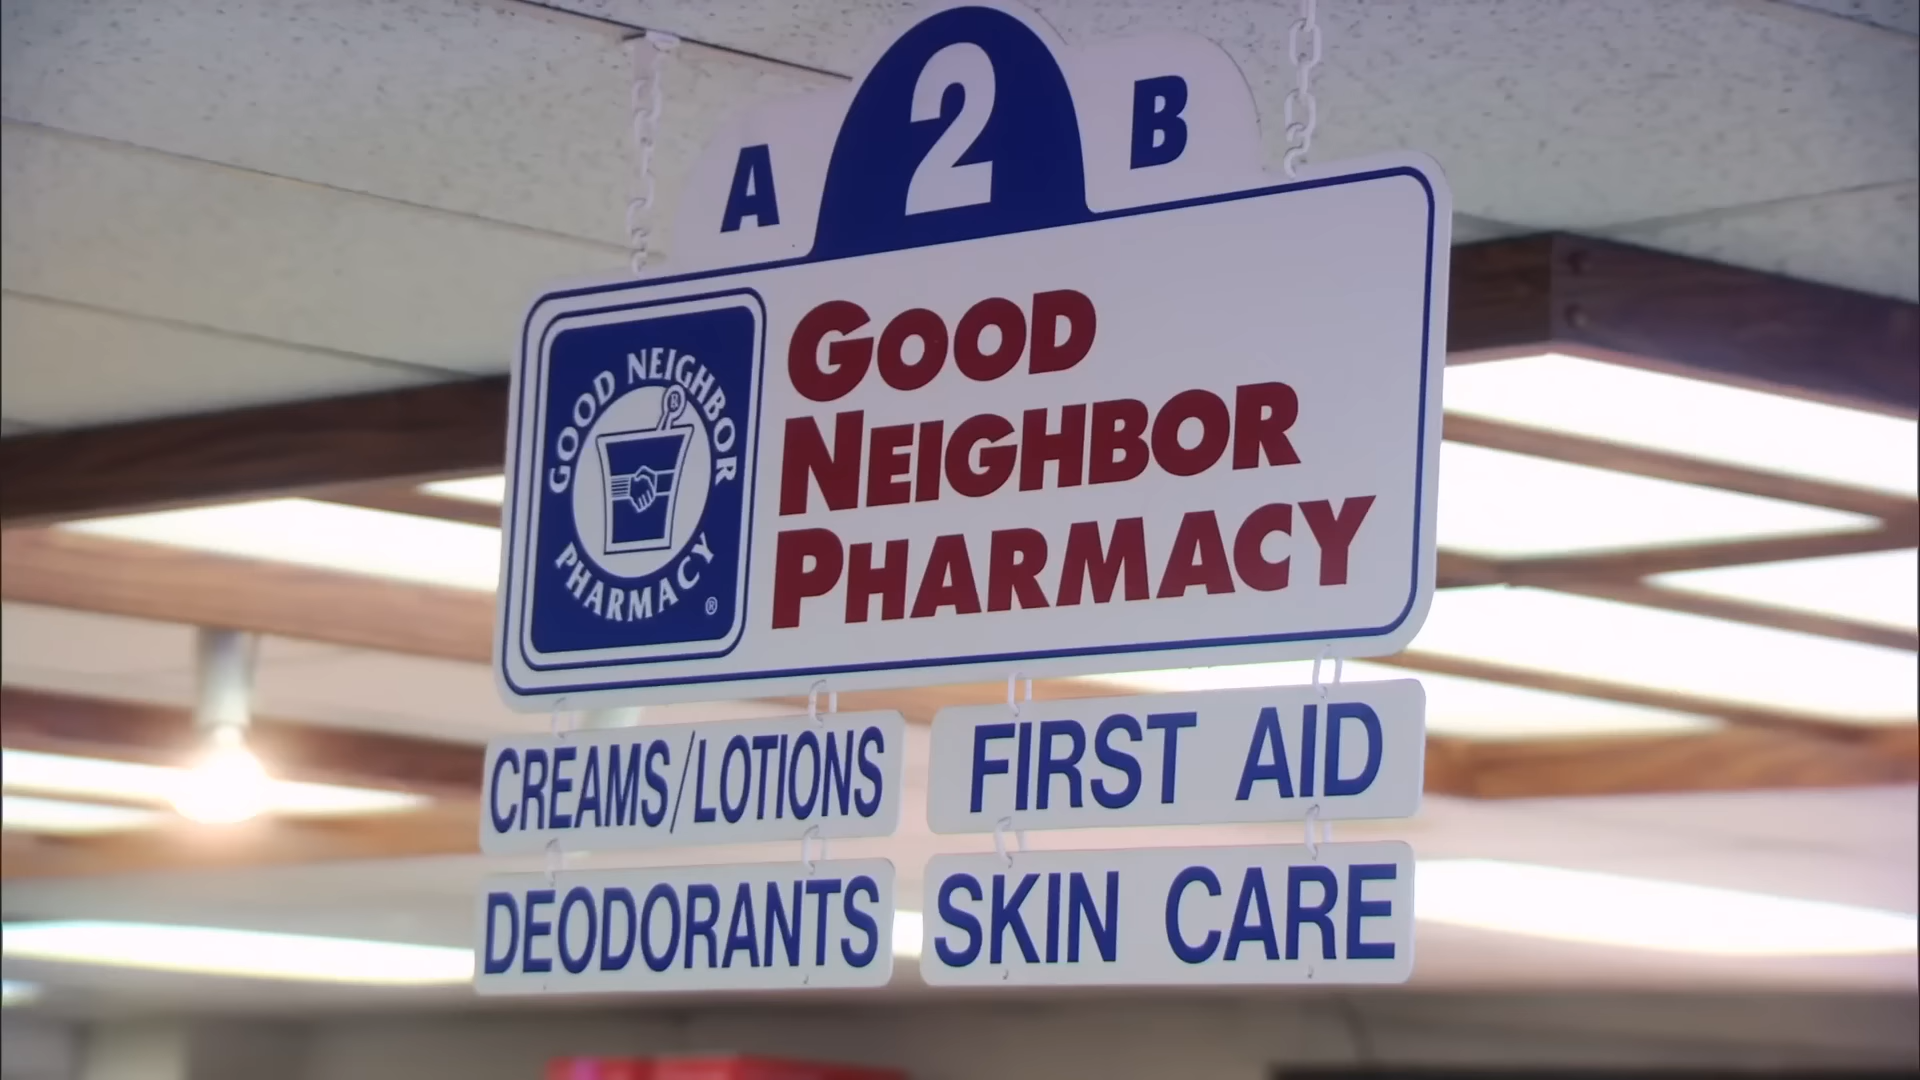 A 2 B
GOOD NEIGHBOR
PHARMACY
®
®
GOOD
NEIGHBOR
PHARMACY
CREAMS/LOTIONS
FIRST AID
DEODORANTS
SKIN CARE